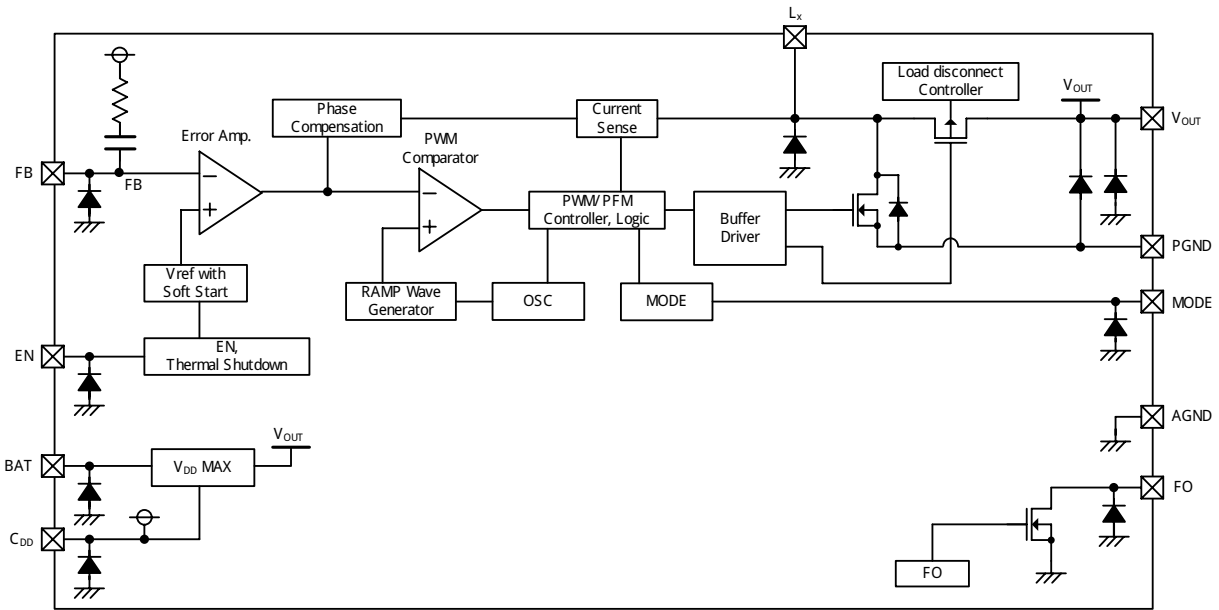 Lx
Load disconnect
Controller
VOUT
VOUT
Phase
Compensation
Current
Sense
Error Amp.
PWM
Comparator
FB
FB
PWM/PFM
Controller, Logic
Buffer
Driver
PGND
Vref with
Soft Start
RAMP Wave
Generator
OSC
MODE
MODE
EN
EN,
Thermal Shutdown
AGND
BAT
VDD MAX
VOUT
FO
CDD
FO